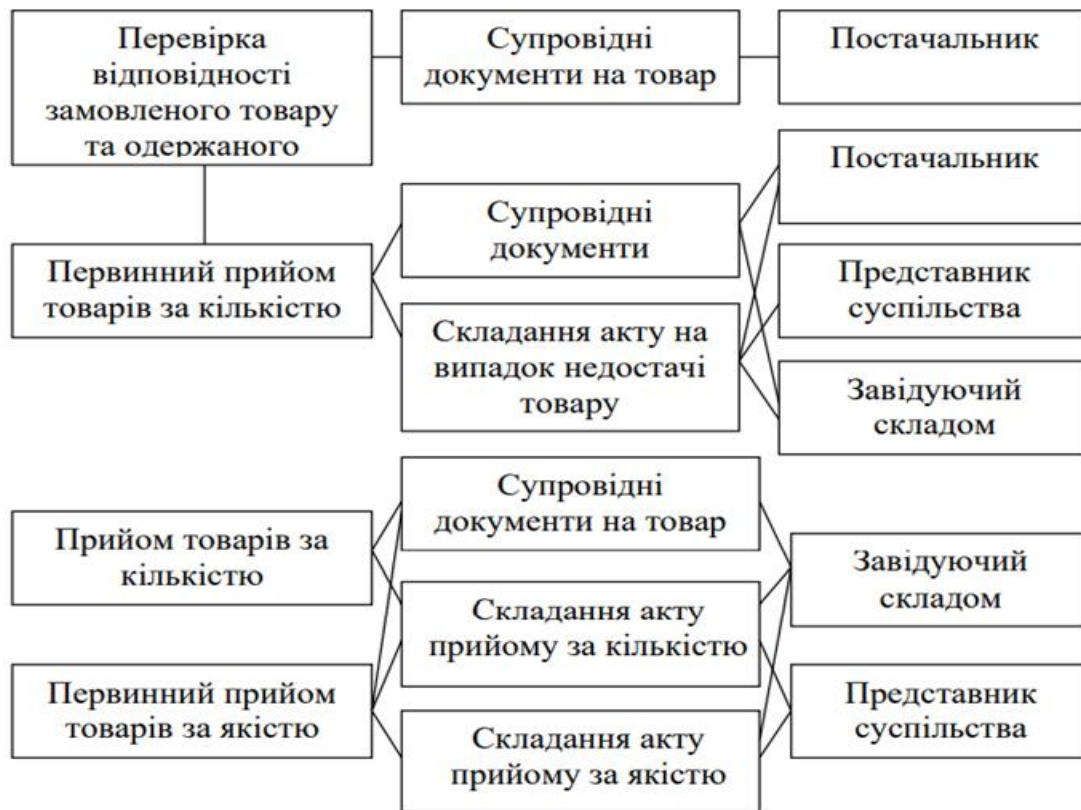 Перевірка
відповідності
замовленого товару
та одержаного
Супровідні
документи на товар
Постачальник
Постачальник
Супровідні
документи
Первинний прийом
товарів за кількістю
Представник
суспільства
Складання акту на
випадок недостачі
товару
Завідуючий
складом
Супровідні
документи на товар
Прийом товарів за
кількістю
Завідуючий
складом
Складання акту
прийому за кількістю
Первинний прийом
товарів за якістю
Представник
суспільства
Складання акту
прийому за якістю